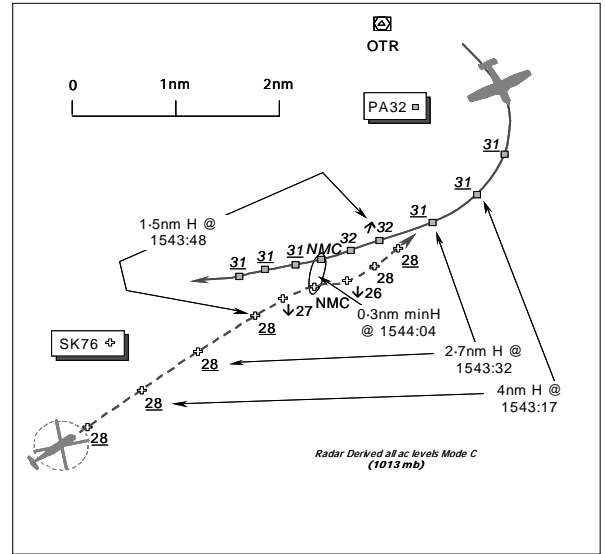 OTR
0 1nm 2nm
PA32
31
31
31
↑32
32
NMC
31
31
31
1·5nm H @
1543:48
28
28
↓26
NMC
↓27
0·3nm minH
@ 1544:04
28
28
28
28
SK76
2·7nm H @
1543:32
4nm H @
1543:17
Radar Derived all ac levels Mode C
(1013 mb)